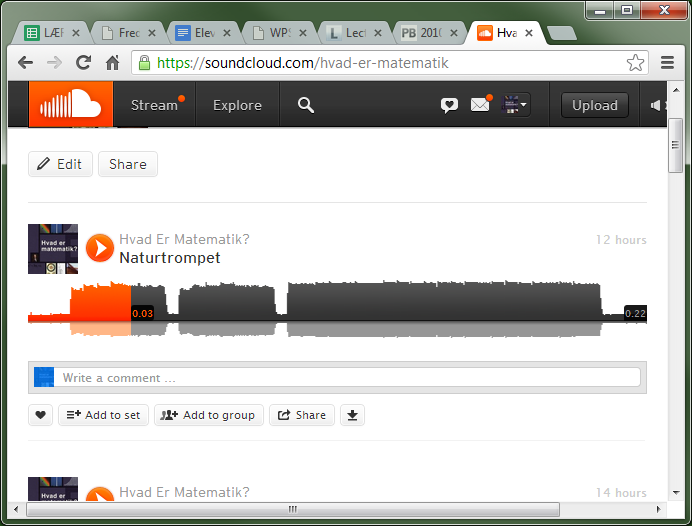 LÆF
Fred
Elev
WPS
Lect
PB 2010
Hva
https://soundcloud.com/hvad-er-matematik
Stream Explore Upload
Edit Share
Hvad er
matematik?
Hvad Er Matematik? 12 hours
Naturtrompet
0.03 0.22
Write a comment ...
Add to set Add to group Share
Hvad er
matematik?
Hvad Er Matematik? 14 hours